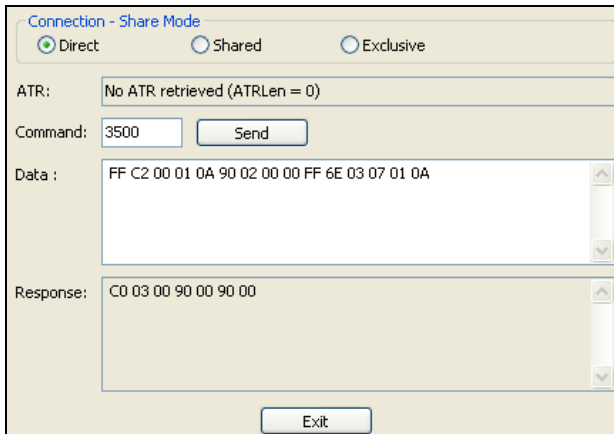 Connection - Share Mode
Direct Shared Exclusive
ATR: No ATR retrieved (ATRLen = 0)
Command: 3500 Send
Data : FF C2 00 01 0A 90 02 00 00 FF 6E 03 07 01 0A
Response: C0 03 00 90 00 90 00
Exit